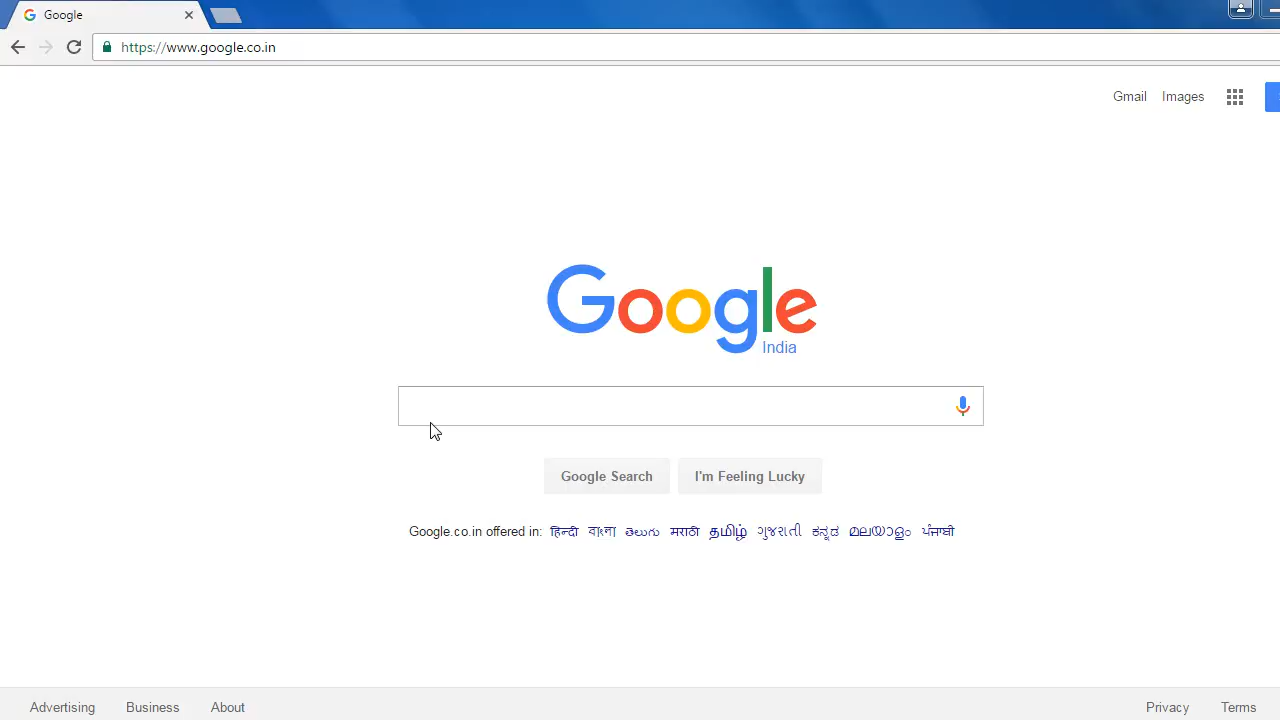 Google
https://www.google.co.in
Gmail Images
Google
India
Google Search I'm Feeling Lucky
Google.co.in offered in: हिन्दी বাংলা తెలుగు मराठी தமிழ் ગુજરાતી ಕನ್ನಡ മലയാളം ਪੰਜਾਬੀ
Advertising Business About Privacy Terms